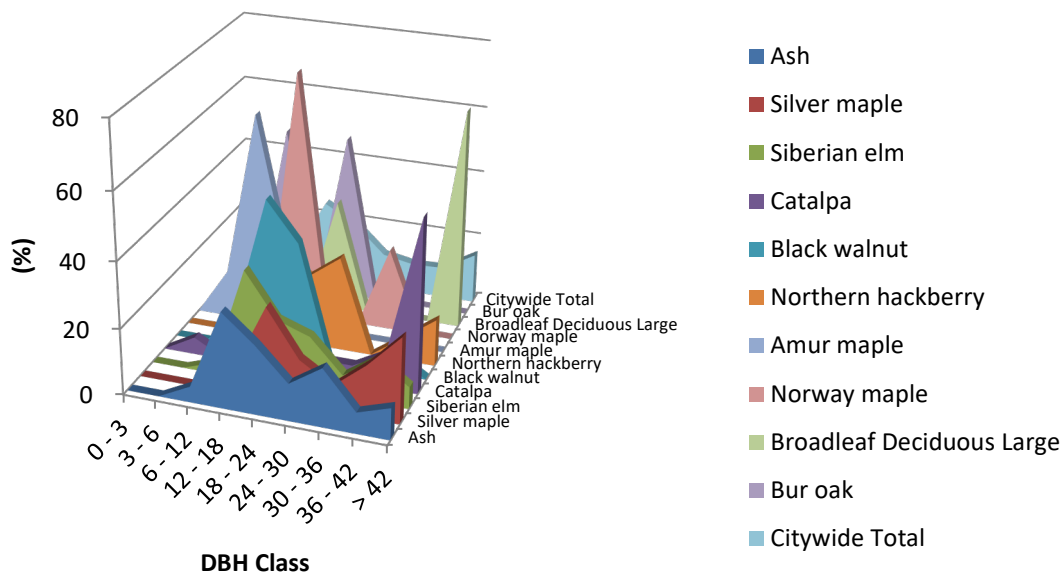 80
60
40
20
0
(%)
0 - 3
3 - 6
6 - 12
12 - 18
18 - 24
24 - 30
30 - 36
36 - 42
> 42
DBH Class
Citywide Total
Bur oak
Broadleaf Deciduous Large
Norway maple
Amur maple
Northern hackberry
Black walnut
Catalpa
Siberian elm
Silver maple
Ash
Ash
Silver maple
Siberian elm
Catalpa
Black walnut
Northern hackberry
Amur maple
Norway maple
Broadleaf Deciduous Large
Bur oak
Citywide Total